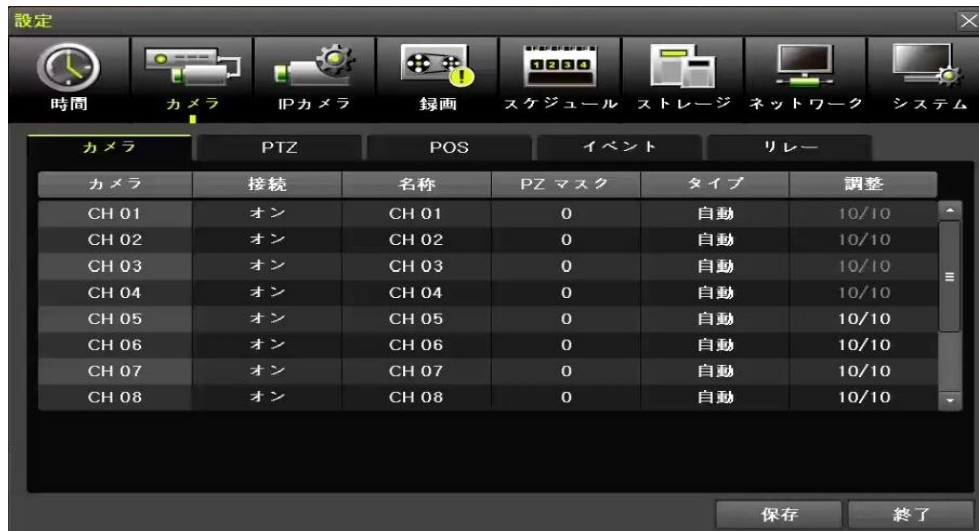 設定
時間 カメラ IPカメラ 録画 スケジュール ストレージ ネットワーク システム
カメラ PTZ POS イベント リレー
カメラ 接続 名称 PZ マスク タイプ 調整
CH 01 オン CH 01 0 自動 10/10
CH 02 オン CH 02 0 自動 10/10
CH 03 オン CH 03 0 自動 10/10
CH 04 オン CH 04 0 自動 10/10
CH 05 オン CH 05 0 自動 10/10
CH 06 オン CH 06 0 自動 10/10
CH 07 オン CH 07 0 自動 10/10
CH 08 オン CH 08 0 自動 10/10
保存 終了